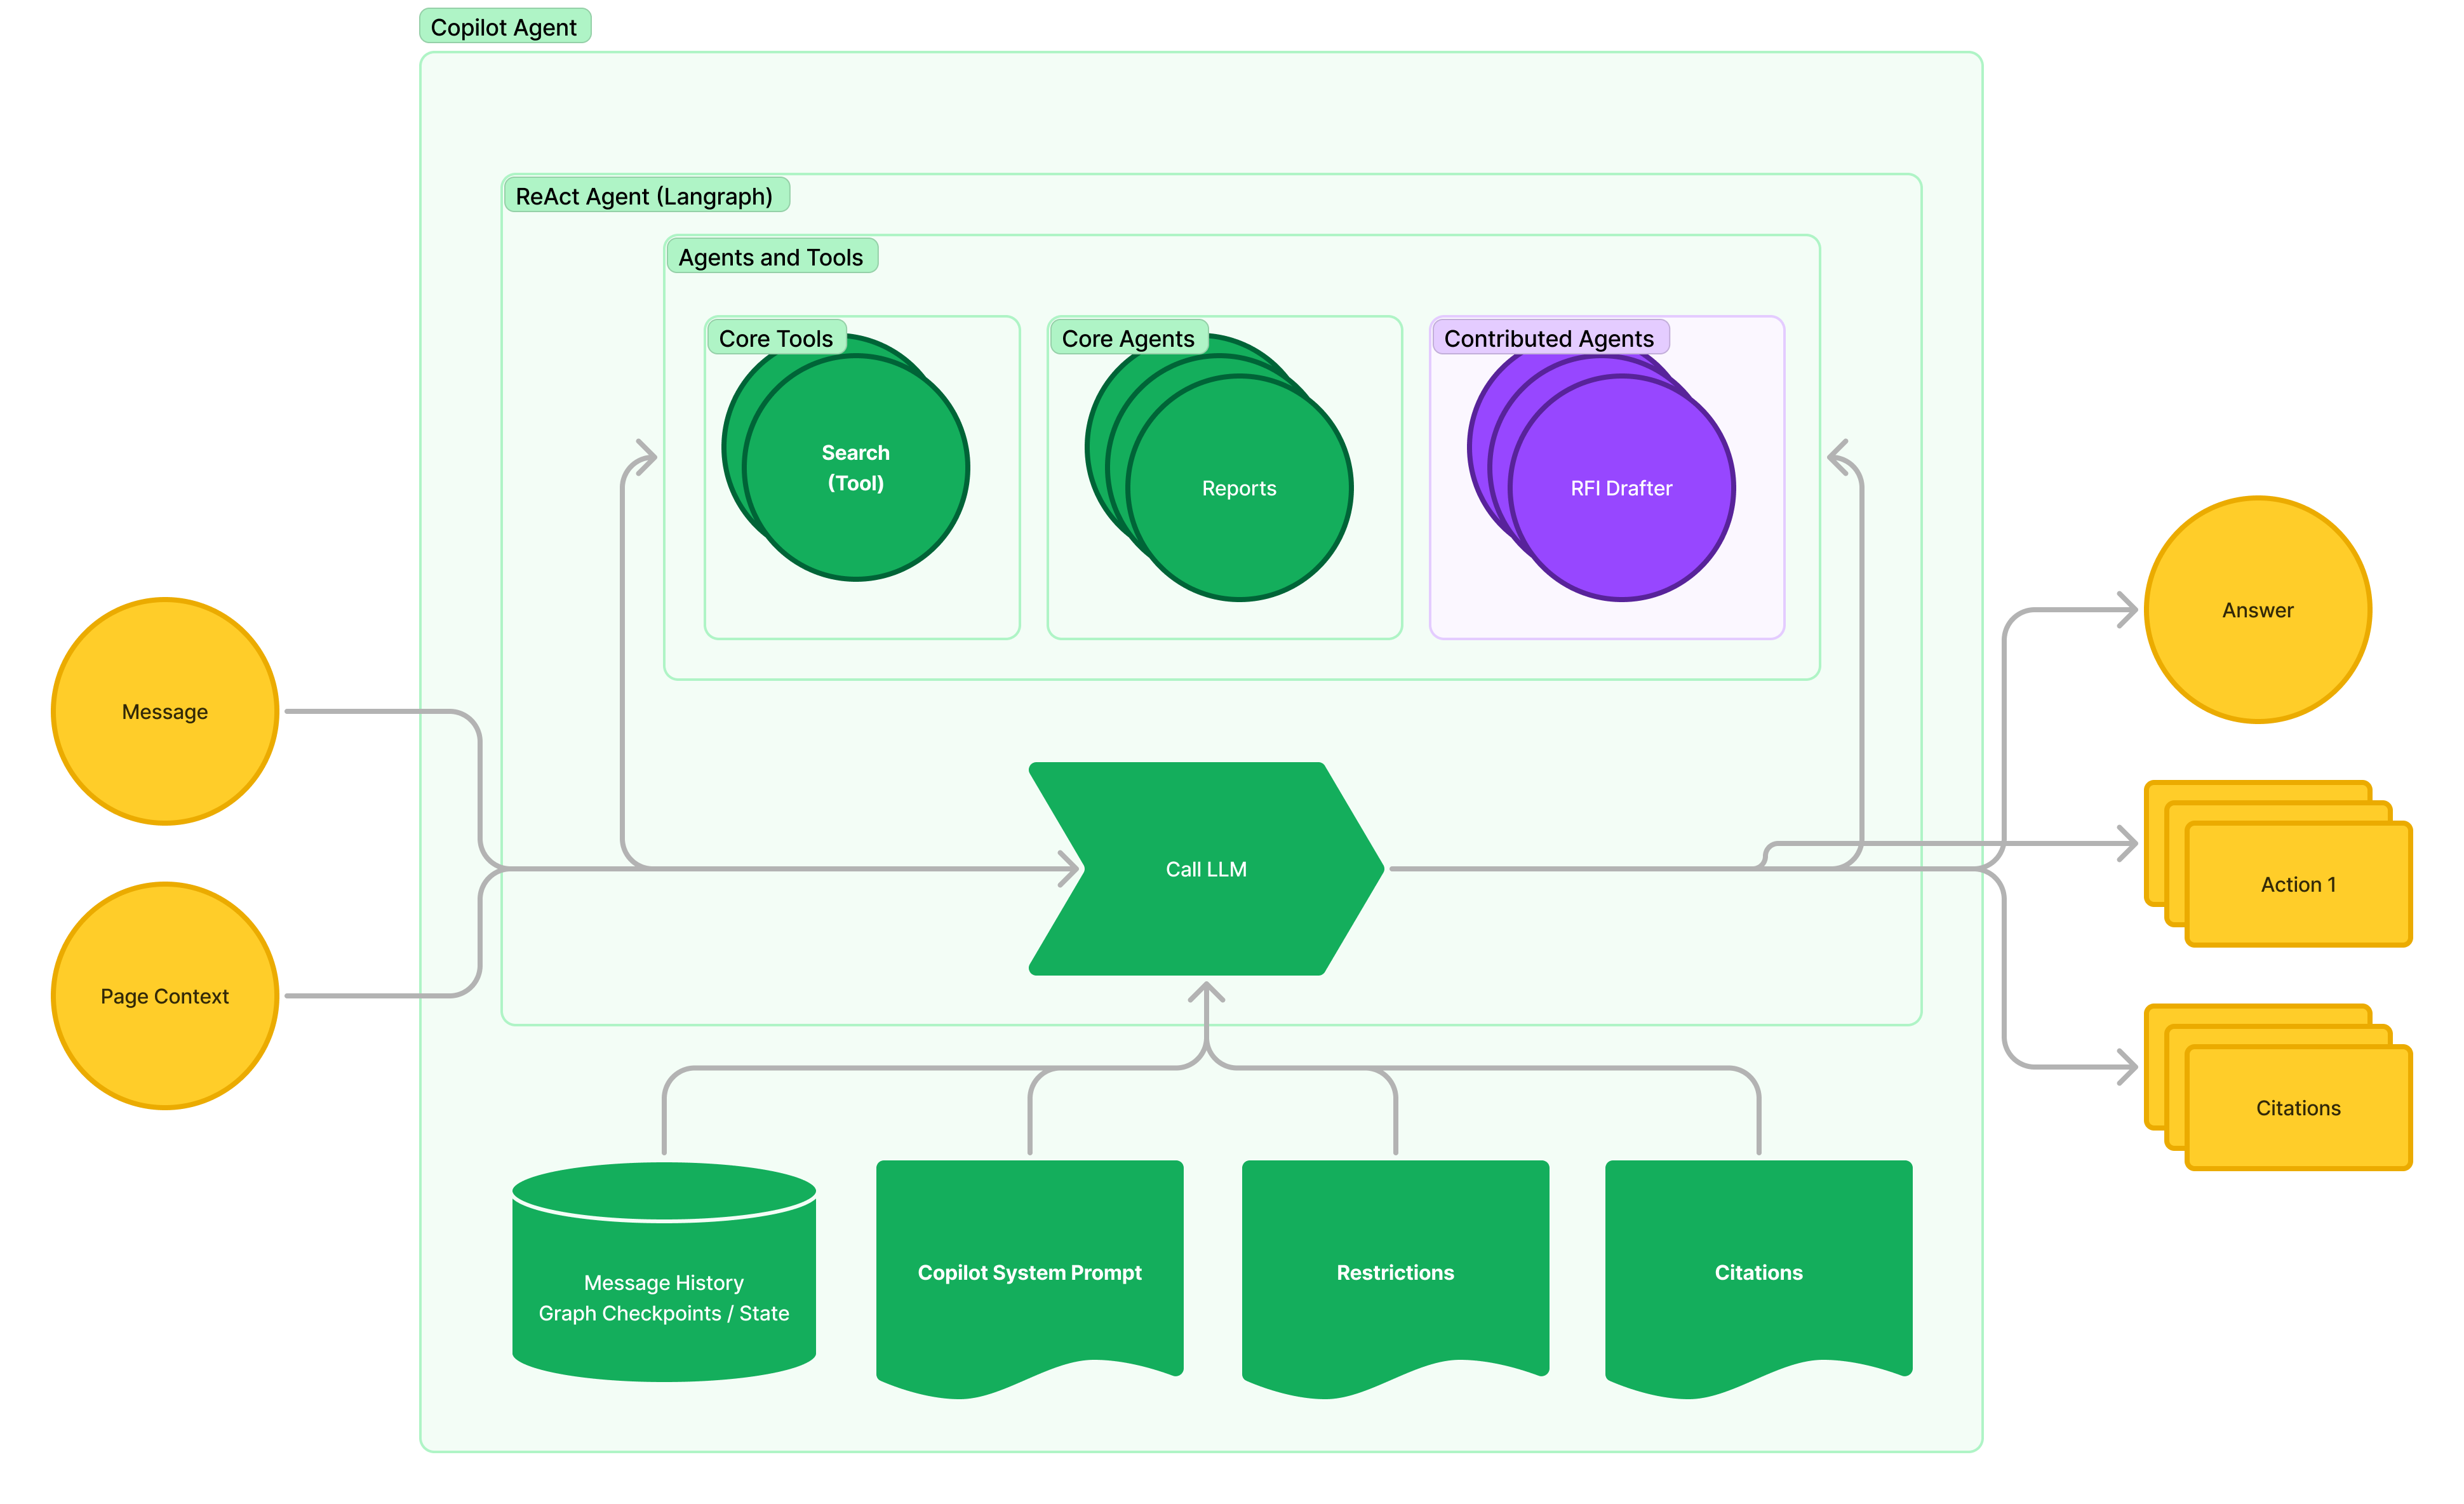 Copilot Agent
ReAct Agent (Langraph)
Agents and Tools
Core Tools
Core Agents
Contributed Agents
Search
(Tool)
Reports
RFI Drafter
Message
Page Context
Call LLM
Answer
Action 1
Citations
Message History
Graph Checkpoints / State
Copilot System Prompt
Restrictions
Citations